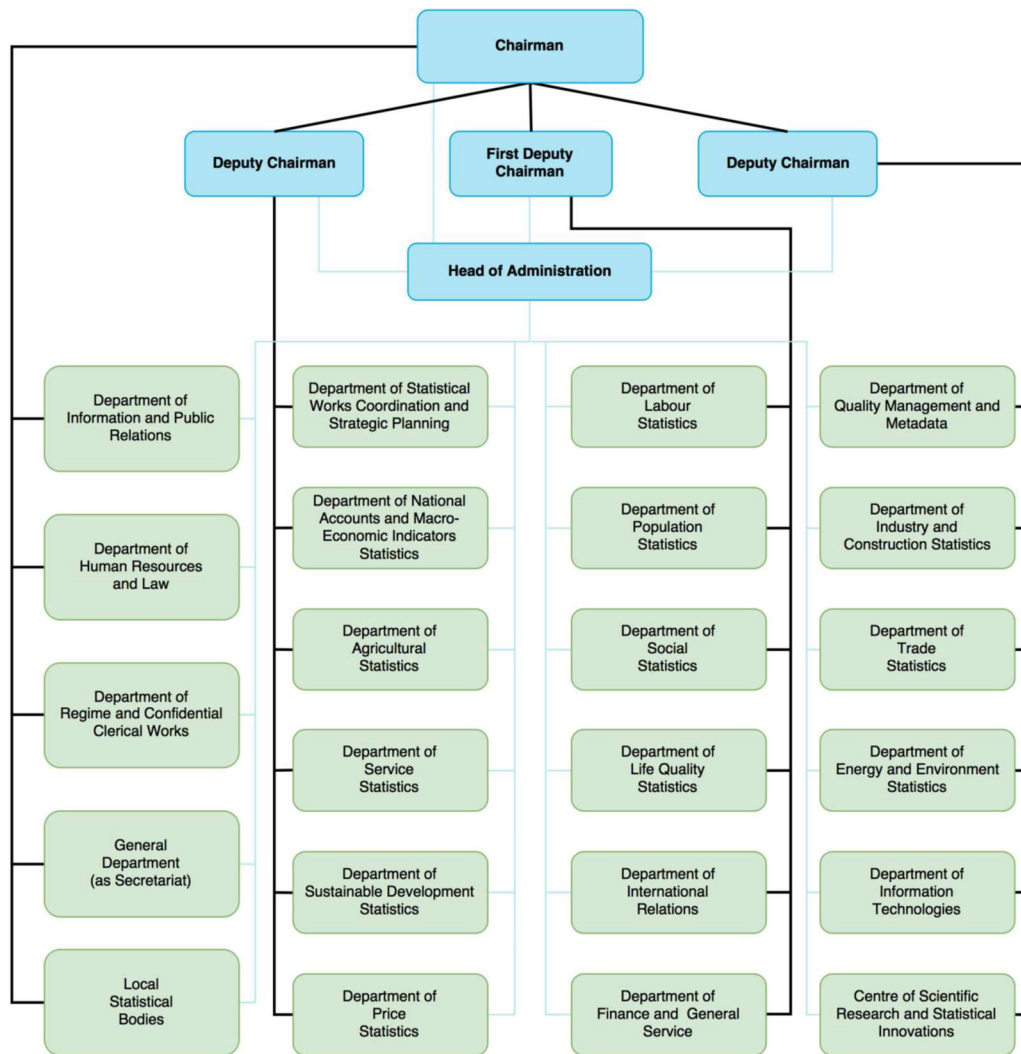 Chairman
Deputy Chairman
First Deputy
Chairman
Deputy Chairman
Head of Administration
Department of
Information and Public
Relations
Department of
Human Resources
and Law
Department of
Regime and Confidential
Clerical Works
General
Department
(as Secretariat)
Local
Statistical
Bodies
Department of Statistical
Works Coordination and
Strategic Planning
Department of National
Accounts and Macro-
Economic Indicators
Statistics
Department of
Agricultural
Statistics
Department of
Service
Statistics
Department of
Sustainable Development
Statistics
Department of
Price
Statistics
Department of
Labour
Statistics
Department of
Population
Statistics
Department of
Social
Statistics
Department of
Life Quality
Statistics
Department of
International
Relations
Department of
Finance and General
Service
Department of
Quality Management and
Metadata
Department of
Industry and
Construction Statistics
Department of
Trade
Statistics
Department of
Energy and Environment
Statistics
Department of
Information
Technologies
Centre of Scientific
Research and Statistical
Innovations